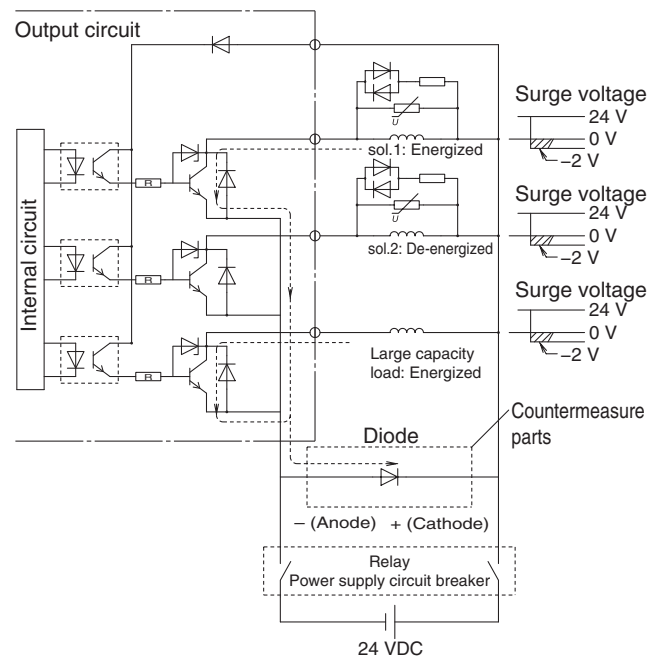 Output circuit
Internal circuit
R
R
R
U
sol.1: Energized
U
sol.2: De-energized
Large capacity
load: Energized
Surge voltage
24 V
0 V
–2 V
Surge voltage
24 V
0 V
–2 V
Surge voltage
24 V
0 V
–2 V
Countermeasure
parts
Diode
– (Anode) + (Cathode)
Relay
Power supply circuit breaker
24 VDC